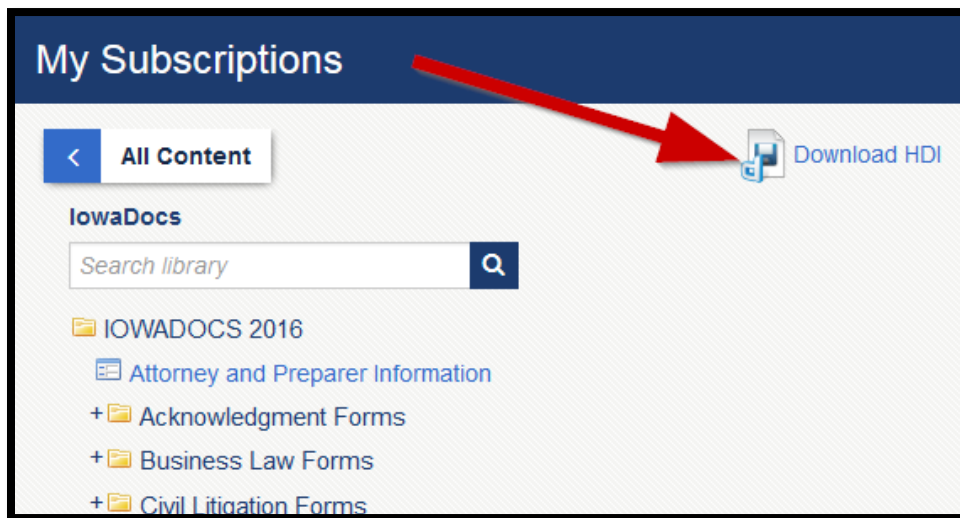 My Subscriptions
All Content
Download HDI
IowaDocs
Search library
IOWADOCS 2016
Attorney and Preparer Information
Acknowledgment Forms
Business Law Forms
Civil Litigation Forms